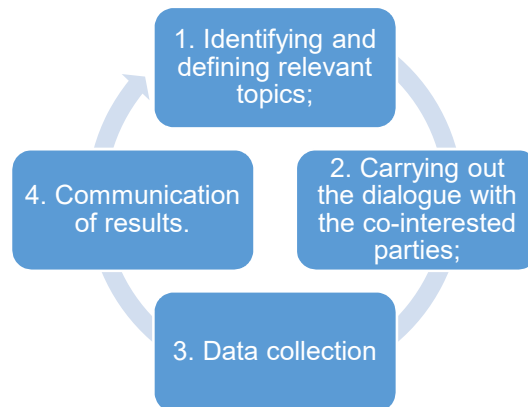 1. Identifying and
defining relevant
topics;
2. Carrying out
the dialogue with
the co-interested
parties;
3. Data collection
4. Communication
of results.